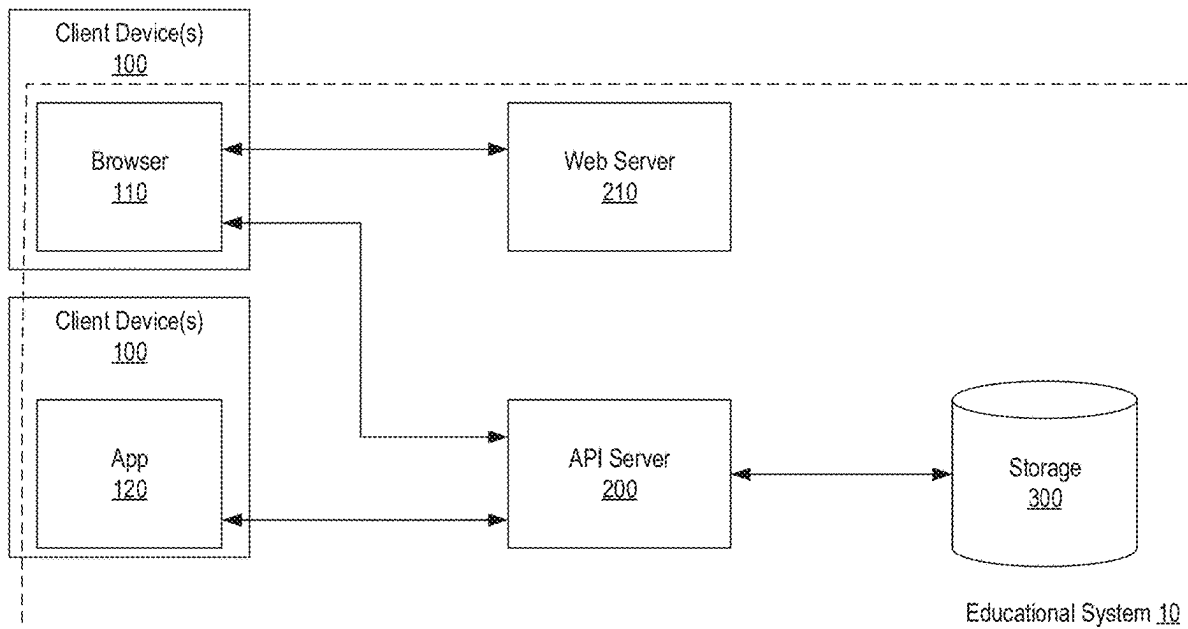 Client Device(s)
100
Browser
110
Web Server
210
Client Device(s)
100
App
120
API Server
200
Storage
300
Educational System 10